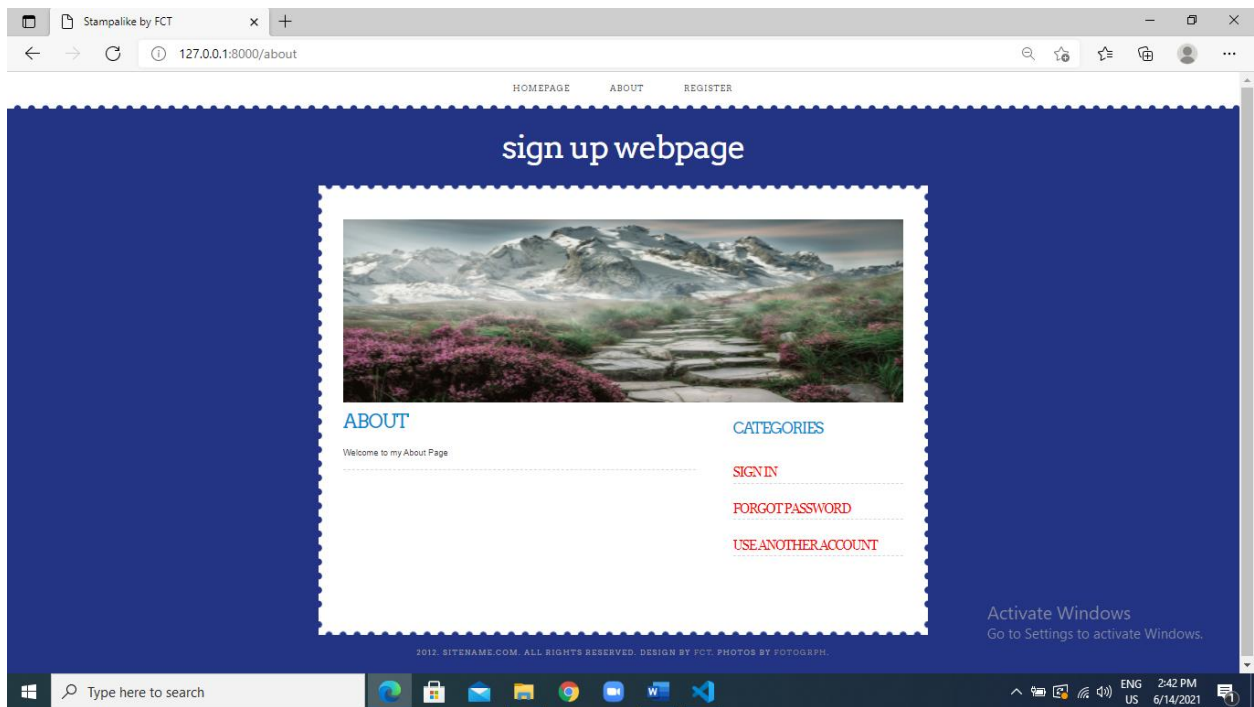 Stampalike by FCT
127.0.0.1:8000/about
HOMEPAGE ABOUT REGISTER
sign up webpage
ABOUT
Welcome to my About Page
CATEGORIES
SIGN IN
FORGOT PASSWORD
USE ANOTHER ACCOUNT
Activate Windows
Go to Settings to activate Windows.
2012. SITENAME.COM. ALL RIGHTS RESERVED. DESIGN BY FCT. PHOTOS BY FOTOGRPH.
Type here to search
ENG 2:42 PM
US 6/14/2021
1